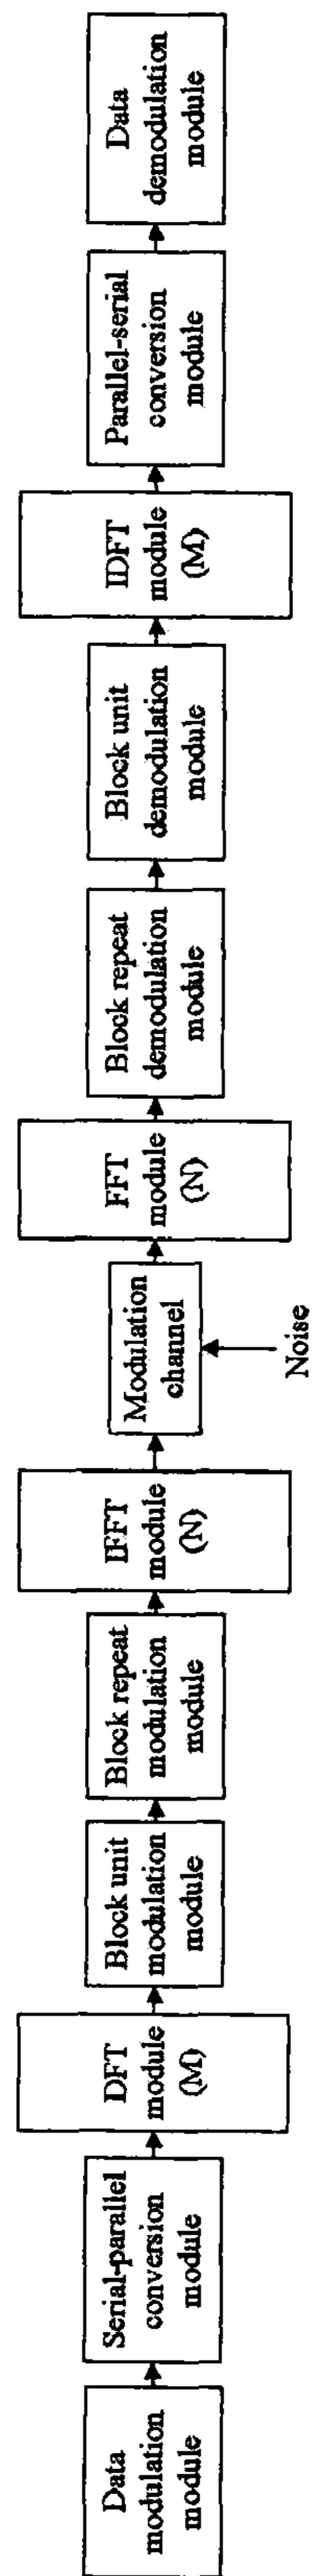 Data
modulation
module
Serial-parallel
conversion
module
DFT
module
(M)
Block unit
modulation
module
Block repeat
modulation
module
IFFT
module
(N)
Modulation
channel
Noise
FFT
module
(N)
Block repeat
demodulation
module
Block unit
demodulation
module
IDFT
module
(M)
Parallel-serial
conversion
module
Data
demodulation
module